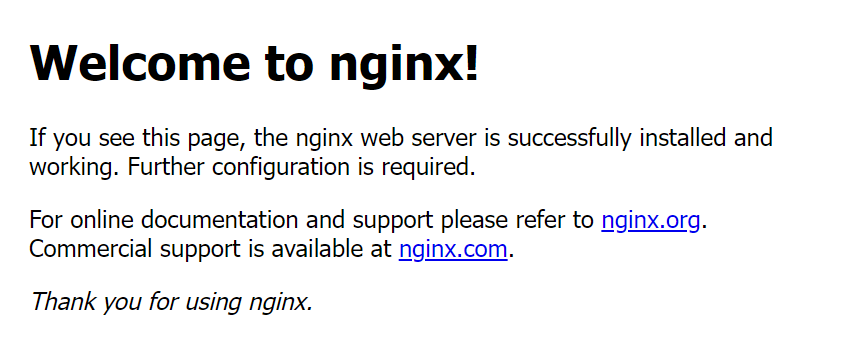 Welcome to nginx!
If you see this page, the nginx web server is successfully installed and
working. Further configuration is required.
For online documentation and support please refer to nginx.org.
Commercial support is available at nginx.com.
Thank you for using nginx.